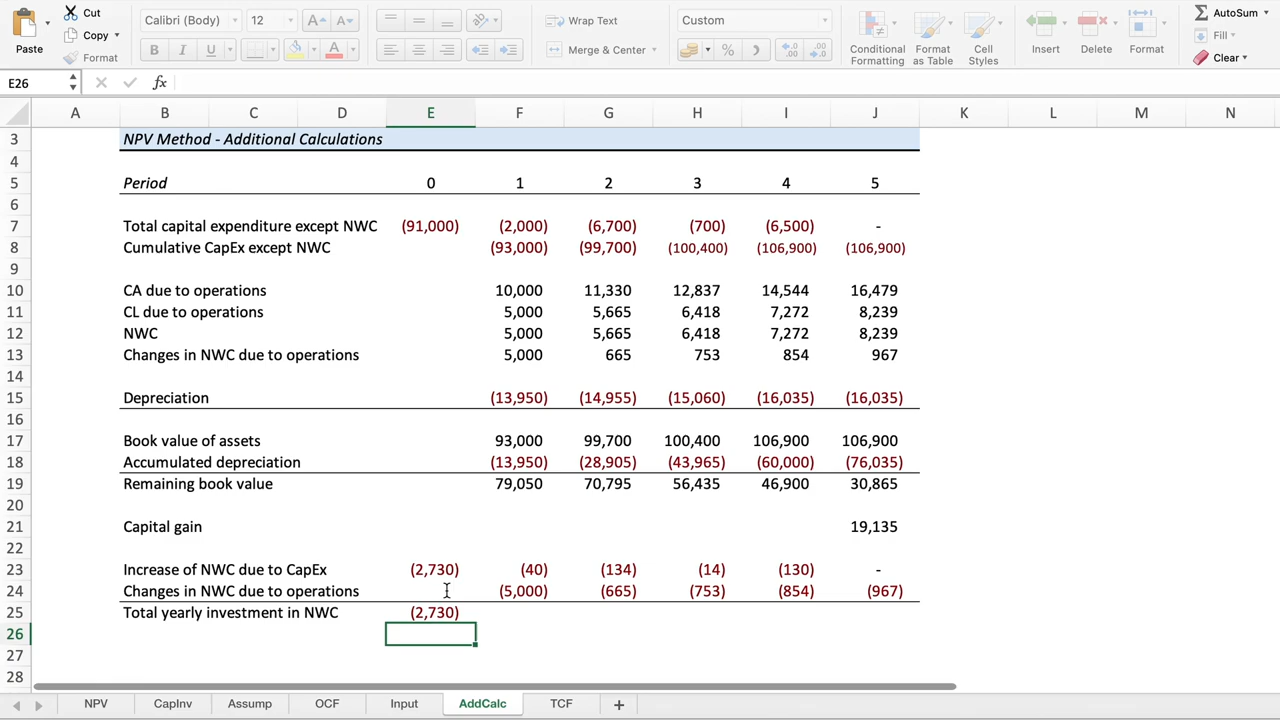 Paste
Cut
Copy
Format
Calibri (Body) 12 A A
B I U A
Wrap Text
Merge & Center
Custom
%
Conditional Formatting
Format as Table
Cell Styles
Insert
Delete
Format
AutoSum
Fill
Clear
E26 fx
A B C D E F G H I J K L M N
3 NPV Method - Additional Calculations
4
5 Period 0 1 2 3 4 5
6
7 Total capital expenditure except NWC (91,000) (2,000) (6,700) (700) (6,500) -
8 Cumulative CapEx except NWC (93,000) (99,700) (100,400) (106,900) (106,900)
9
10 CA due to operations 10,000 11,330 12,837 14,544 16,479
11 CL due to operations 5,000 5,665 6,418 7,272 8,239
12 NWC 5,000 5,665 6,418 7,272 8,239
13 Changes in NWC due to operations 5,000 665 753 854 967
14
15 Depreciation (13,950) (14,955) (15,060) (16,035) (16,035)
16
17 Book value of assets 93,000 99,700 100,400 106,900 106,900
18 Accumulated depreciation (13,950) (28,905) (43,965) (60,000) (76,035)
19 Remaining book value 79,050 70,795 56,435 46,900 30,865
20
21 Capital gain 19,135
22
23 Increase of NWC due to CapEx (2,730) (40) (134) (14) (130) -
24 Changes in NWC due to operations (5,000) (665) (753) (854) (967)
25 Total yearly investment in NWC (2,730)
26
27
28
NPV CapInv Assump OCF Input AddCalc TCF +